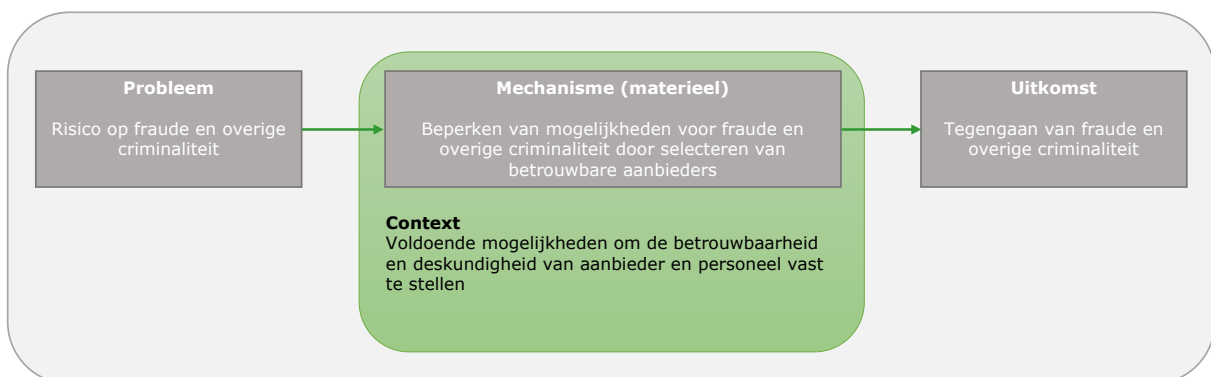 Probleem
Risico op fraude en overige
criminaliteit
Mechanisme (materieel)
Beperken van mogelijkheden voor fraude en
overige criminaliteit door selecteren van
betrouwbare aanbieders
Uitkomst
Tegengaan van fraude en
overige criminaliteit
Context
Voldoende mogelijkheden om de betrouwbaarheid
en deskundigheid van aanbieder en personeel vast
te stellen